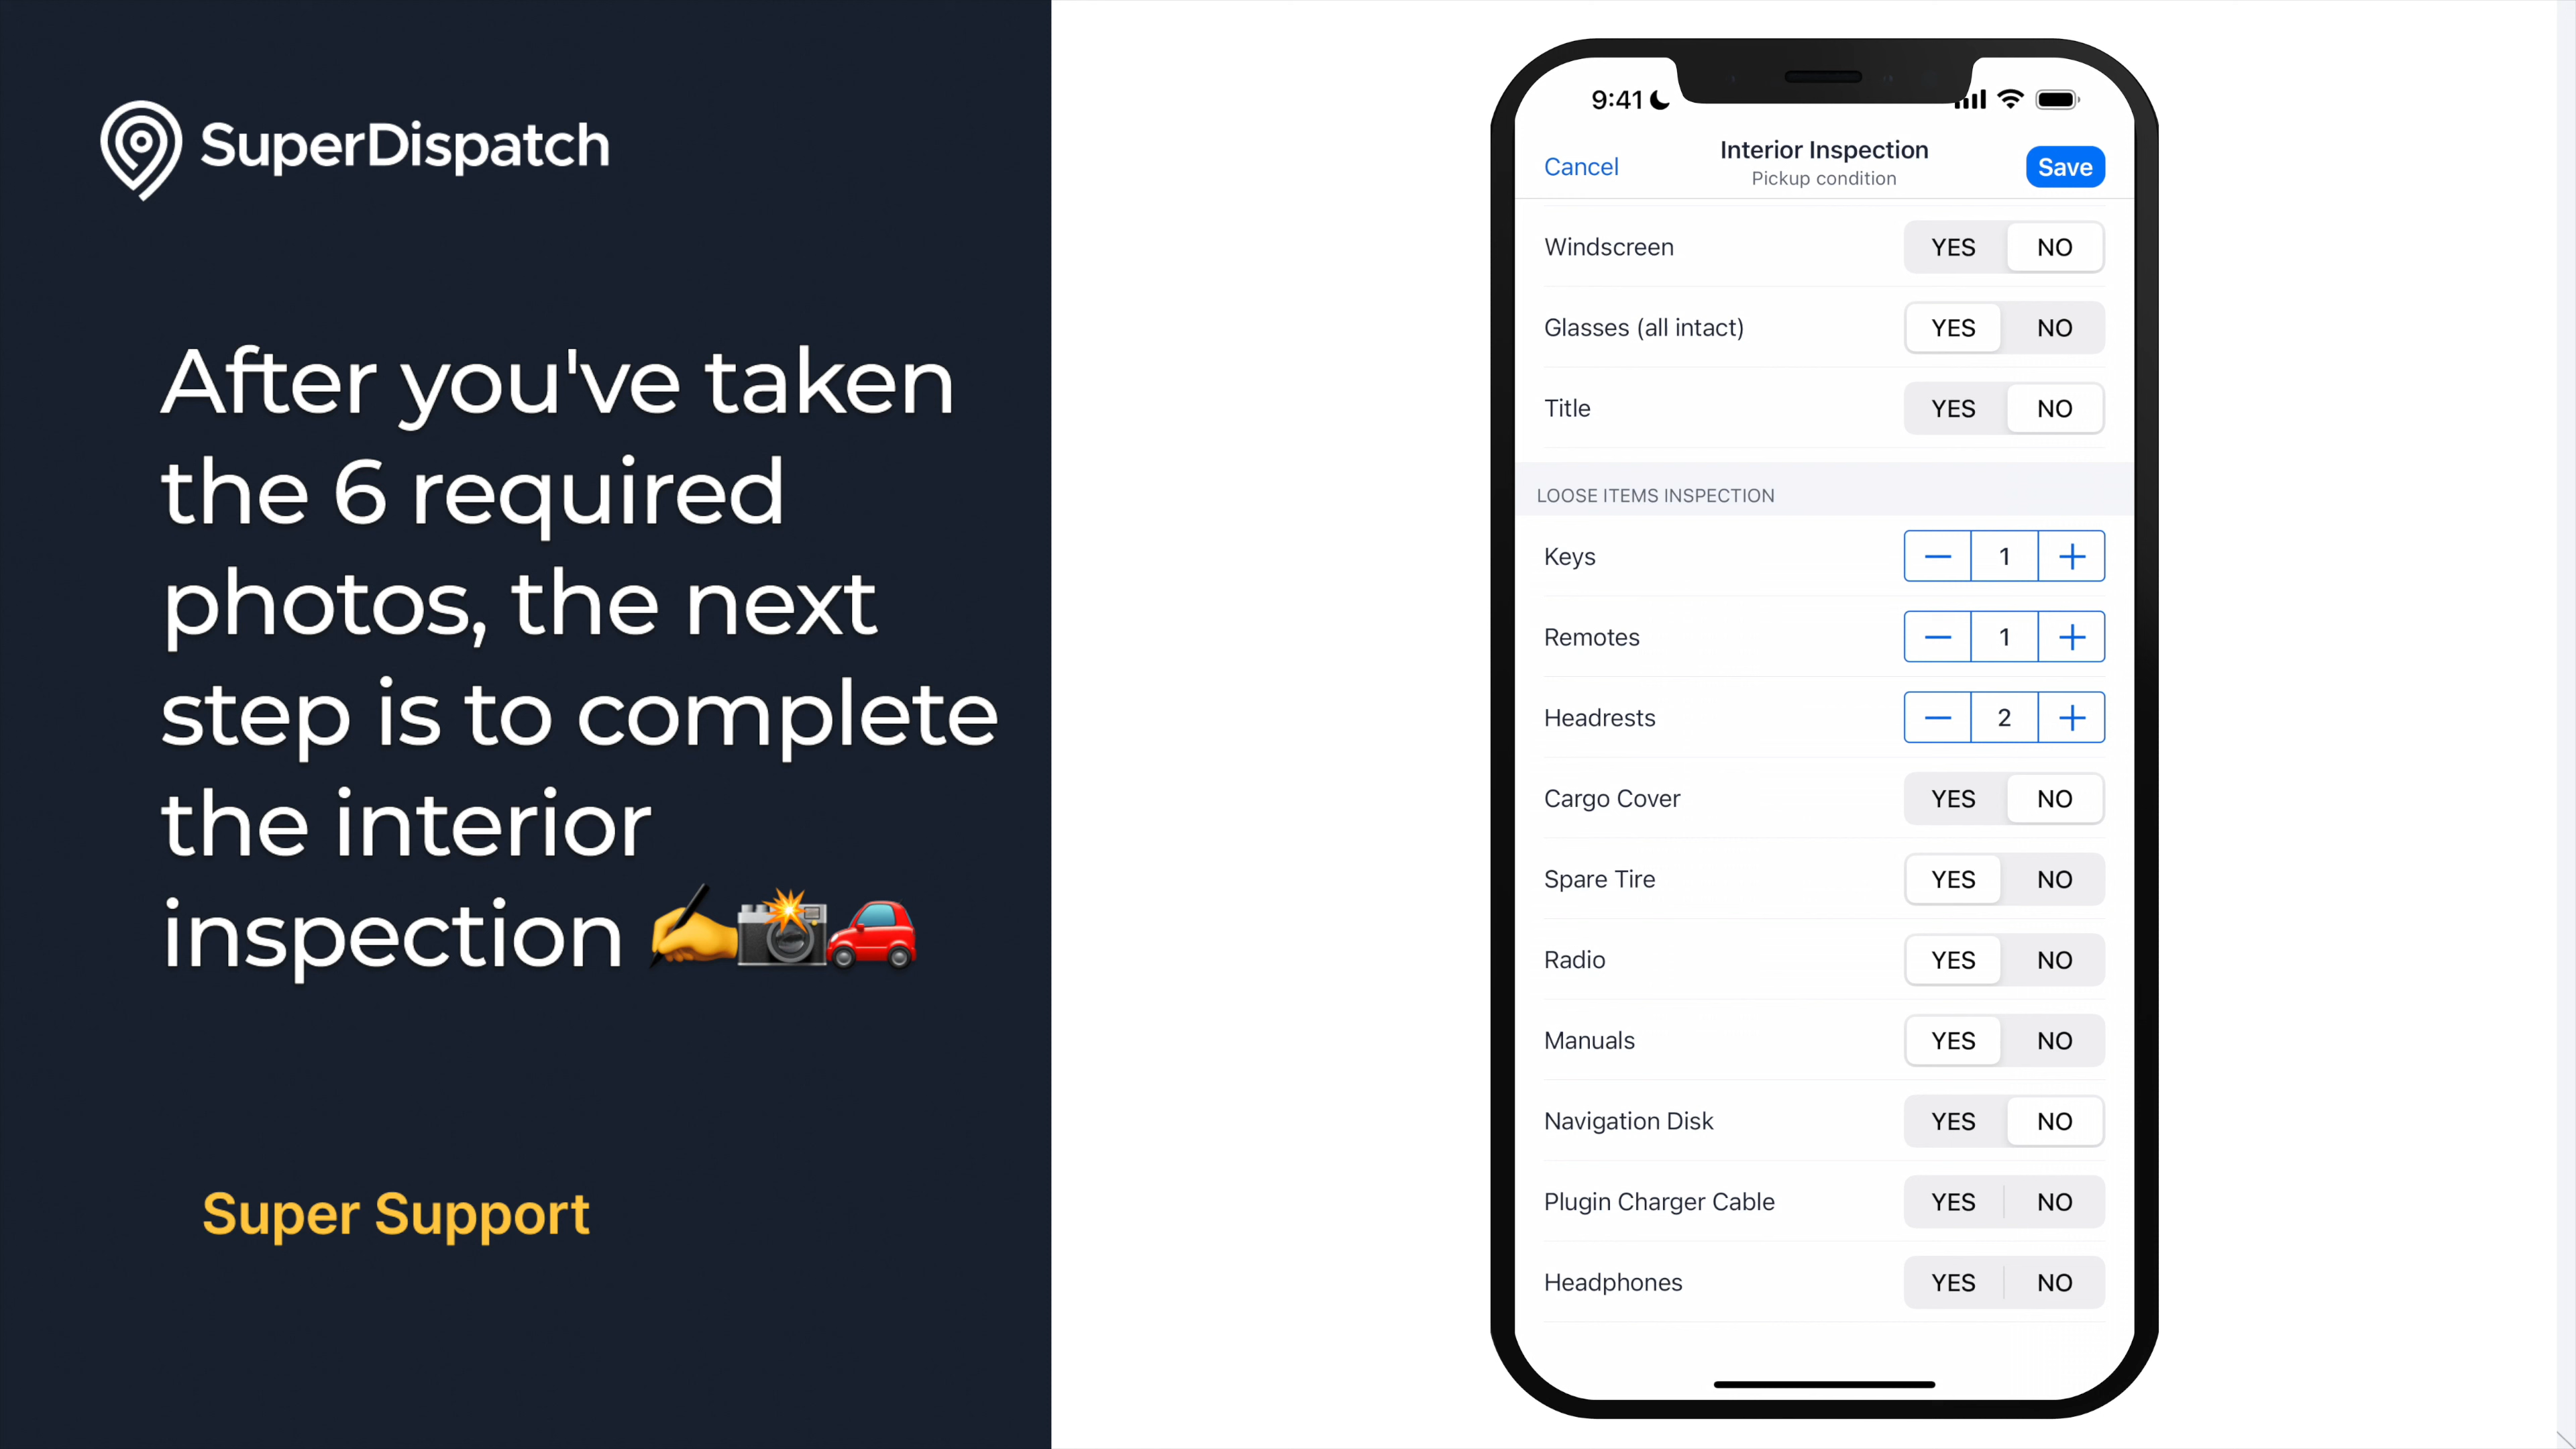 SuperDispatch
After you've taken
the 6 required
photos, the next
step is to complete
the interior
inspection ✍️📸🚗
Super Support
9:41
Cancel
Interior Inspection
Pickup condition
Save
Windscreen YES NO
Glasses (all intact) YES NO
Title YES NO
LOOSE ITEMS INSPECTION
Keys — 1 +
Remotes — 1 +
Headrests — 2 +
Cargo Cover YES NO
Spare Tire YES NO
Radio YES NO
Manuals YES NO
Navigation Disk YES NO
Plugin Charger Cable YES NO
Headphones YES NO